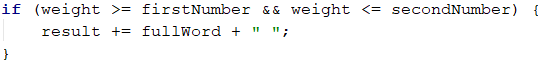 if (weight >= firstNumber && weight <= secondNumber) {
    result += fullWord + " ";
}